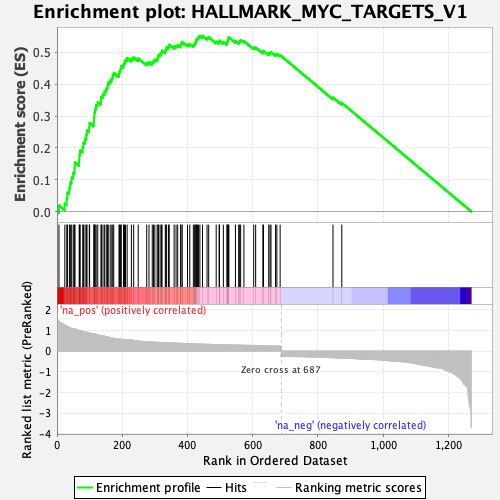 Enrichment plot: HALLMARK_MYC_TARGETS_V1
Enrichment score (ES)
0.5
0.4
0.3
0.2
0.1
0.0
'na_pos' (positively correlated)
Ranked list metric (PreRanked)
2
1
0
-1
-2
-3
-4
Zero cross at 687
'na_neg' (negatively correlated)
0 200 400 600 800 1,000 1,200
Rank in Ordered Dataset
Enrichment profile Hits Ranking metric scores